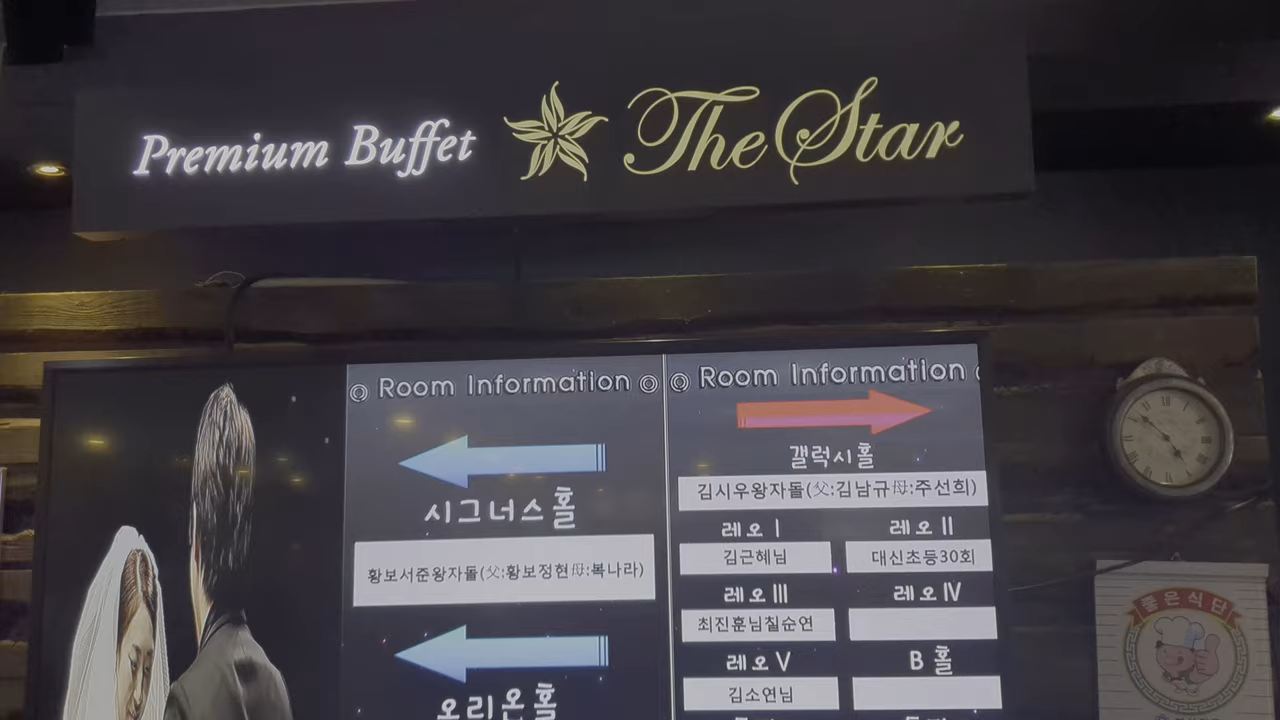 Premium Buffet The Star
◎ Room Information ◎
시그너스홀
황보서준왕자돌(父:황보정현母:복나라)
오리온홀
◎ Room Information
갤럭시홀
김시우왕자돌(父:김남규母:주선희)
레오 I 레오 II
김근혜님 대신초등30회
레오 III 레오 IV
최진훈님칠순연
레오 V B 홀
김소연님
좋은식단